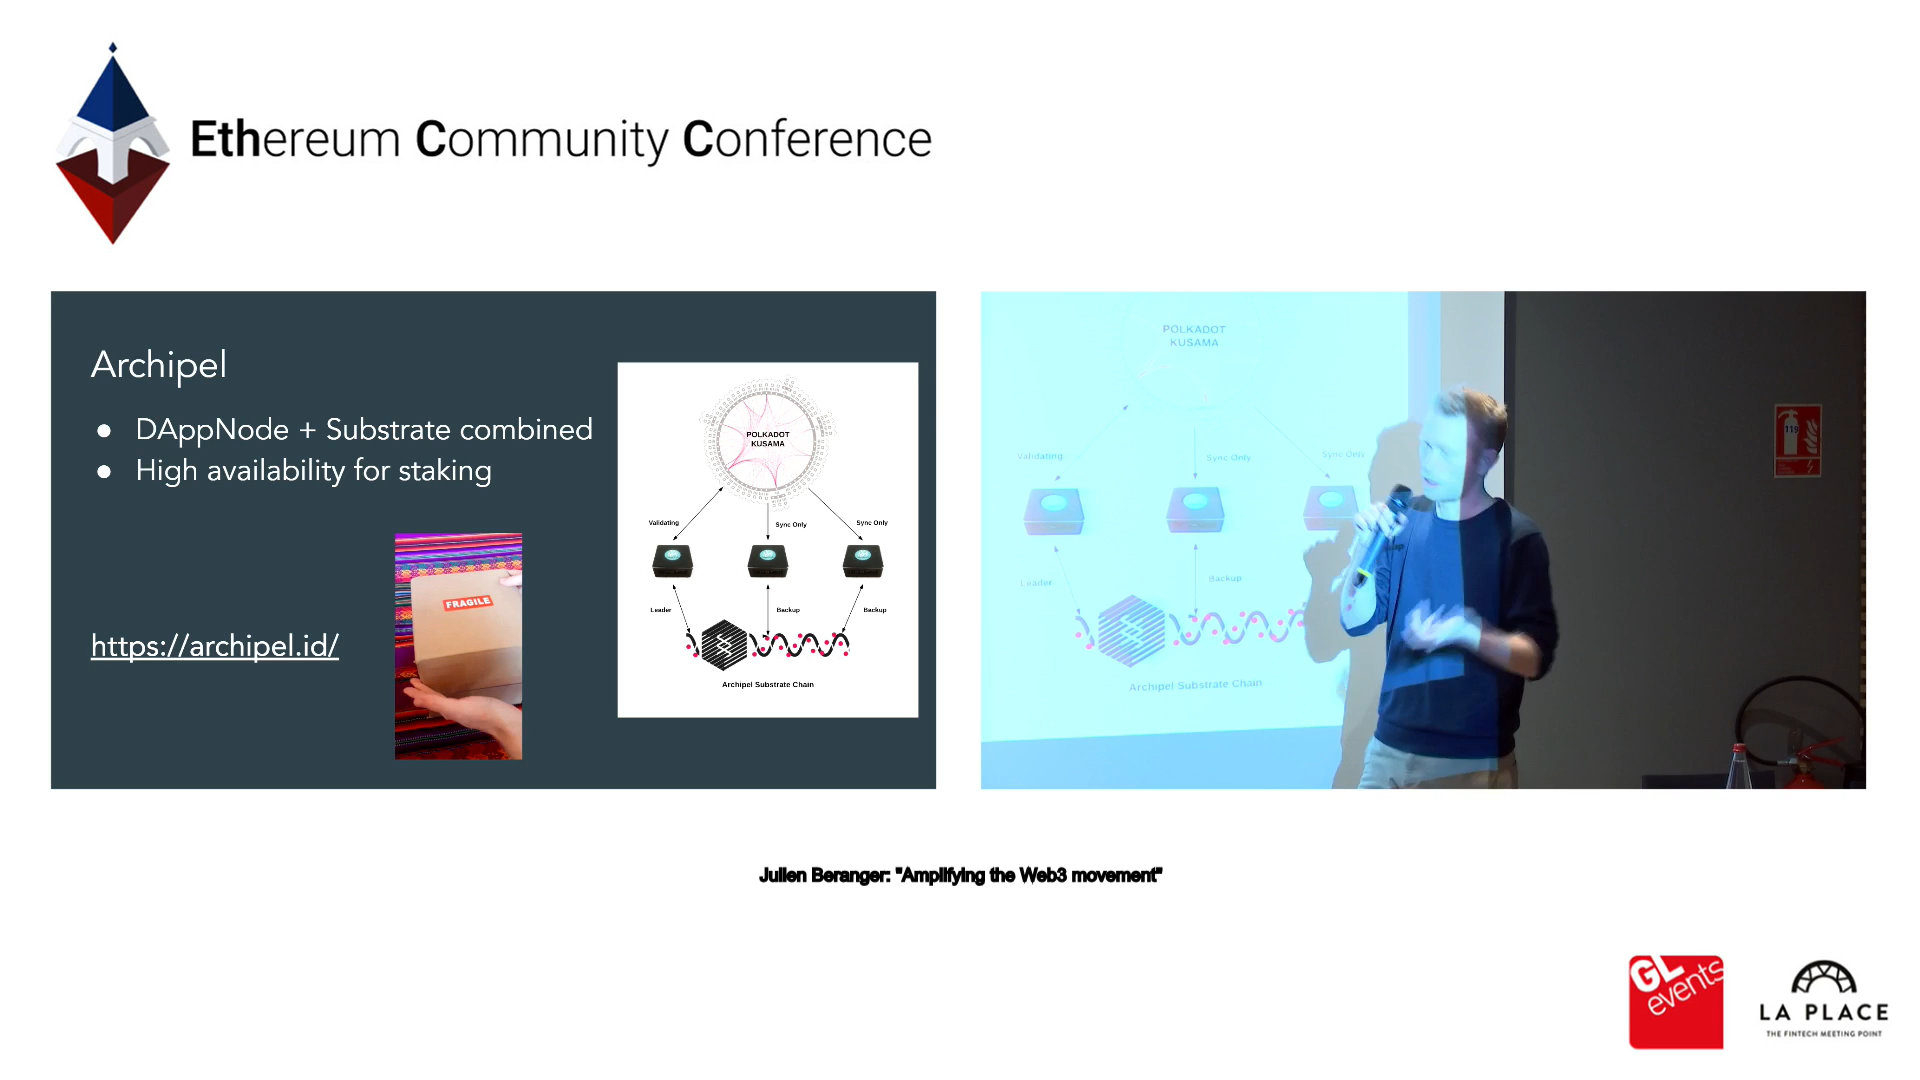 Ethereum Community Conference
Archipel
● DAppNode + Substrate combined
● High availability for staking
https://archipel.id/
FRAGILE
POLKADOT
KUSAMA
Validating
Sync Only
Sync Only
Leader
Backup
Backup
Archipel Substrate Chain
POLKADOT
KUSAMA
Validating
Sync Only
Sync Only
Leader
Backup
Archipel Substrate Chain
119
Julien Beranger: "Amplifying the Web3 movement"
GL
events
LA PLACE
THE FINTECH MEETING POINT